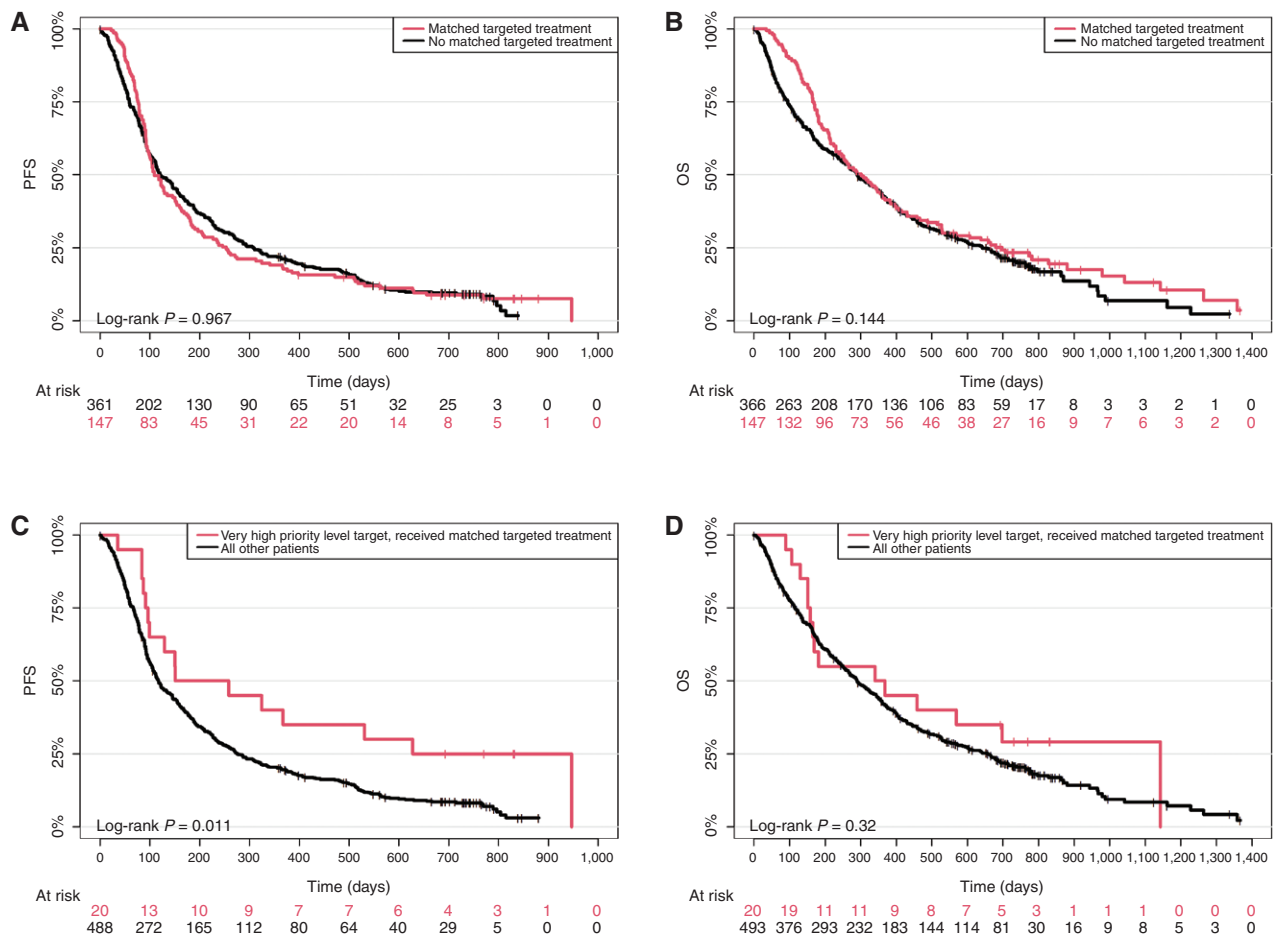 A
Matched targeted treatment
No matched targeted treatment
PFS
100%
75%
50%
25%
0%
Log-rank P = 0.967
0 100 200 300 400 500 600 700 800 900 1,000
Time (days)
At risk
361 202 130 90 65 51 32 25 3 0 0
147 83 45 31 22 20 14 8 5 1 0
B
Matched targeted treatment
No matched targeted treatment
OS
100%
75%
50%
25%
0%
Log-rank P = 0.144
0 100 200 300 400 500 600 700 800 900 1,000 1,100 1,200 1,300 1,400
Time (days)
At risk
366 263 208 170 136 106 83 59 17 8 3 3 2 1 0
147 132 96 73 56 46 38 27 16 9 7 6 3 2 0
C
Very high priority level target, received matched targeted treatment
All other patients
PFS
100%
75%
50%
25%
0%
Log-rank P = 0.011
0 100 200 300 400 500 600 700 800 900 1,000
Time (days)
At risk
20 13 10 9 7 7 6 4 3 1 0
488 272 165 112 80 64 40 29 5 0 0
D
Very high priority level target, received matched targeted treatment
All other patients
OS
100%
75%
50%
25%
0%
Log-rank P = 0.32
0 100 200 300 400 500 600 700 800 900 1,000 1,100 1,200 1,300 1,400
Time (days)
At risk
20 19 11 11 9 8 7 5 3 1 1 1 0 0 0
493 376 293 232 183 144 114 81 30 16 9 8 5 3 0